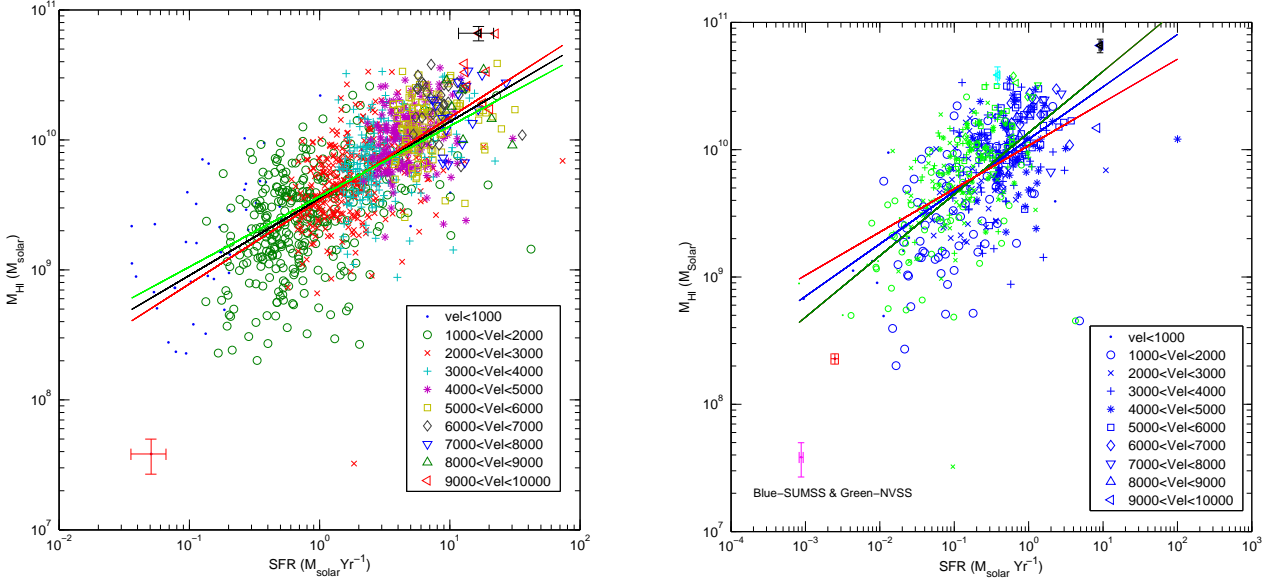 10^11
10^10
10^9
10^8
10^7
M_HI (M_solar)
10^-2
10^-1
10^0
10^1
10^2
SFR (M_solar Yr^-1)
vel<1000
1000<Vel<2000
2000<Vel<3000
3000<Vel<4000
4000<Vel<5000
5000<Vel<6000
6000<Vel<7000
7000<Vel<8000
8000<Vel<9000
9000<Vel<10000
10^11
10^10
10^9
10^8
10^7
M_HI (M_Solar)
10^-4
10^-3
10^-2
10^-1
10^0
10^1
10^2
10^3
SFR (M_solar Yr^-1)
Blue-SUMSS & Green-NVSS
vel<1000
1000<Vel<2000
2000<Vel<3000
3000<Vel<4000
4000<Vel<5000
5000<Vel<6000
6000<Vel<7000
7000<Vel<8000
8000<Vel<9000
9000<Vel<10000